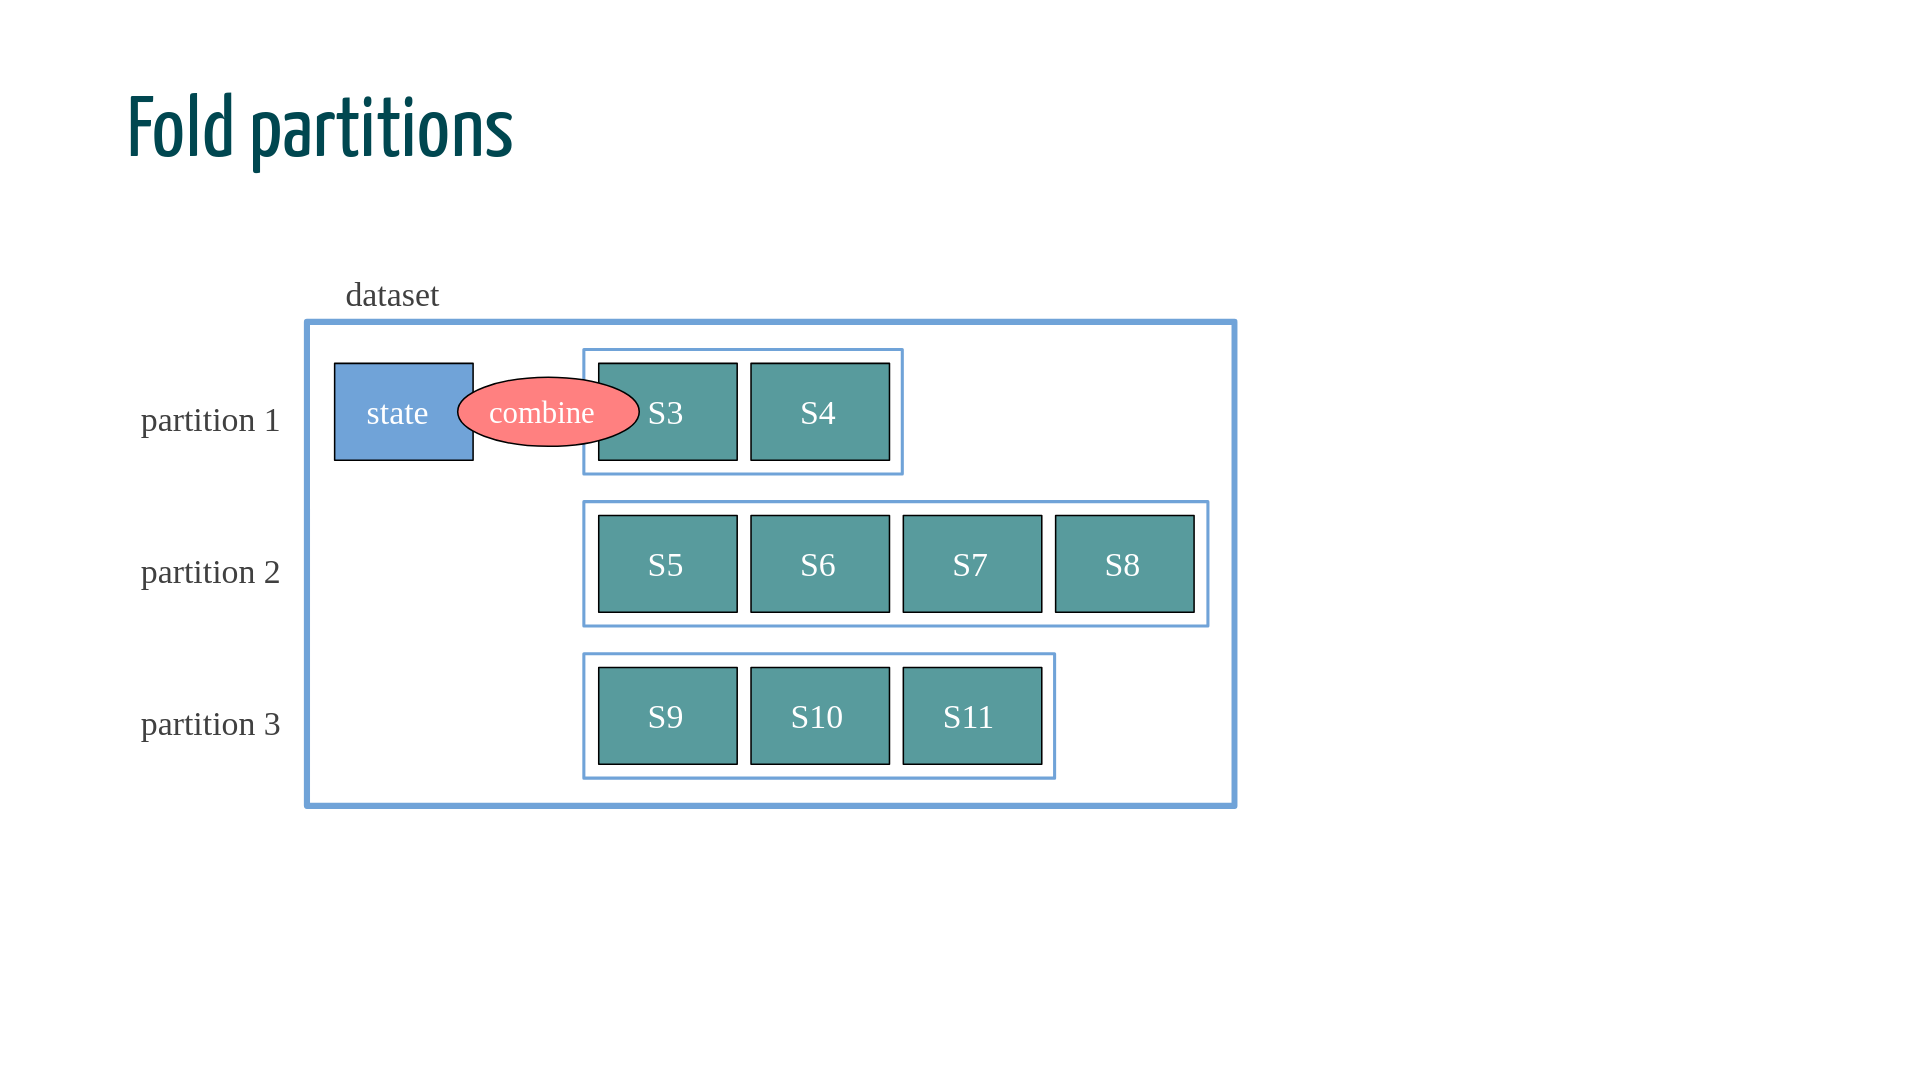 Fold partitions
dataset
partition 1
state
combine
S3
S4
partition 2
S5
S6
S7
S8
partition 3
S9
S10
S11